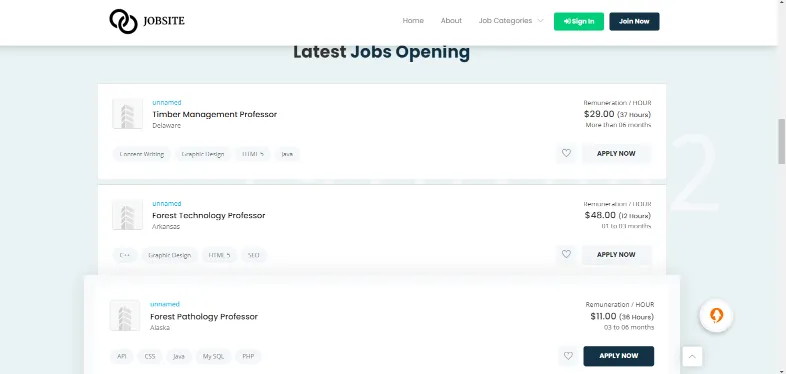 JOBSITE
Home
About
Job Categories
Sign In
Join Now
Latest Jobs Opening
unnamed
Timber Management Professor
Delaware
Remuneration / HOUR
$29.00 (37 Hours)
More than 06 months
Content Writing
Graphic Design
HTML 5
Java
APPLY NOW
unnamed
Forest Technology Professor
Arkansas
Remuneration / HOUR
$48.00 (12 Hours)
01 to 03 months
C++
Graphic Design
HTML 5
SEO
APPLY NOW
unnamed
Forest Pathology Professor
Alaska
Remuneration / HOUR
$11.00 (36 Hours)
03 to 06 months
API
CSS
Java
My SQL
PHP
APPLY NOW